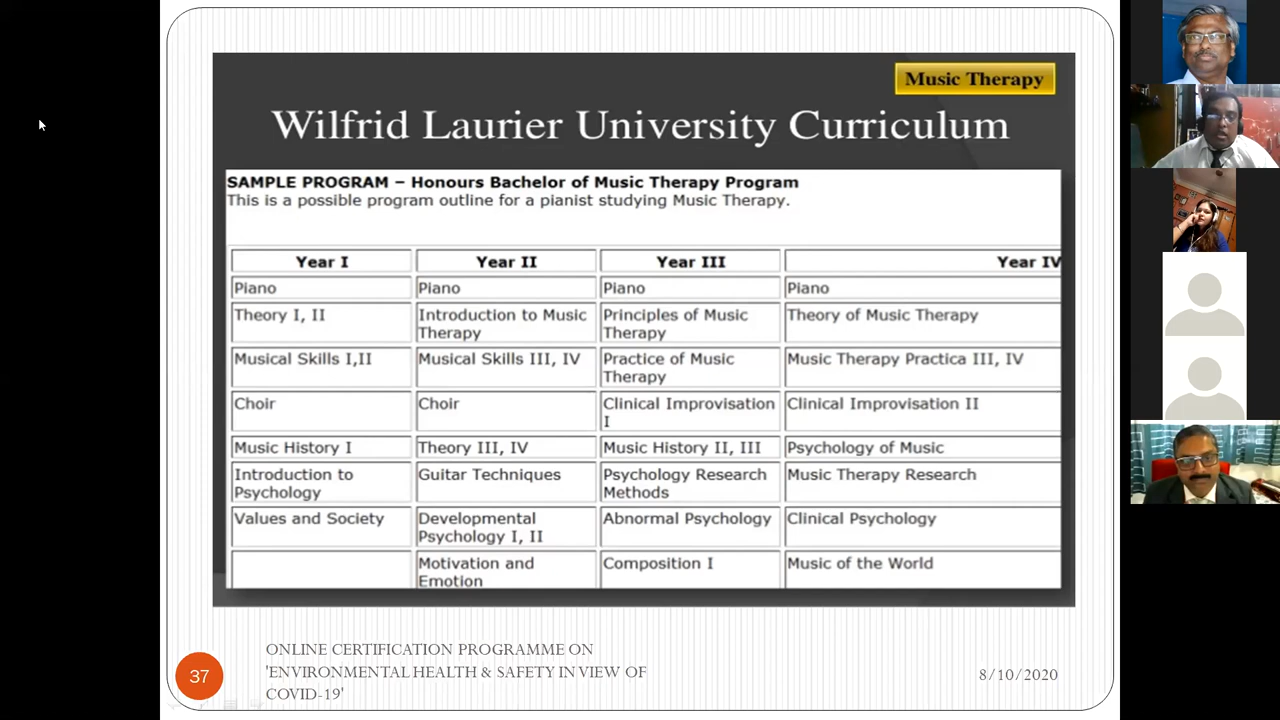 Music Therapy
Wilfrid Laurier University Curriculum
SAMPLE PROGRAM – Honours Bachelor of Music Therapy Program
This is a possible program outline for a pianist studying Music Therapy.
Year I Year II Year III Year IV
Piano Piano Piano Piano
Theory I, II Introduction to Music Principles of Music Theory of Music Therapy
Therapy Therapy
Musical Skills I,II Musical Skills III, IV Practice of Music Music Therapy Practica III, IV
Therapy
Choir Choir Clinical Improvisation Clinical Improvisation II
I
Music History I Theory III, IV Music History II, III Psychology of Music
Introduction to Guitar Techniques Psychology Research Music Therapy Research
Psychology Methods
Values and Society Developmental Abnormal Psychology Clinical Psychology
Psychology I, II
Motivation and Composition I Music of the World
Emotion
ONLINE CERTIFICATION PROGRAMME ON
'ENVIRONMENTAL HEALTH & SAFETY IN VIEW OF
COVID-19'
37
8/10/2020